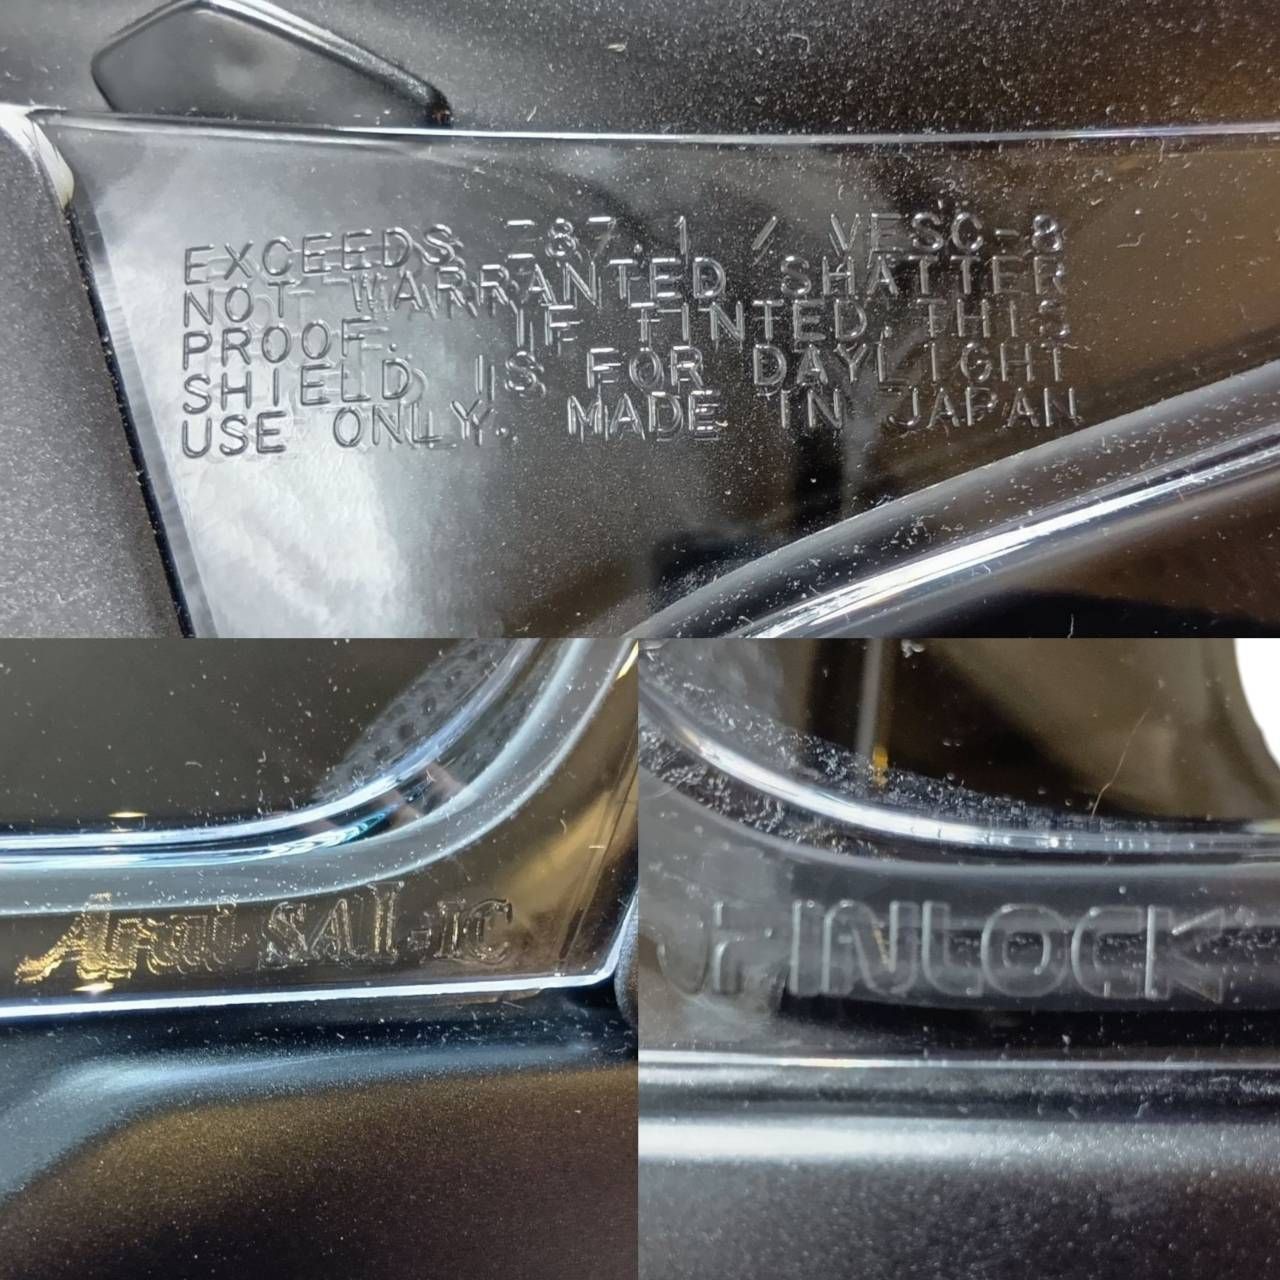 EXCEEDS Z87.1 / VESC-8
NOT WARRANTED SHATTER
PROOF. IF TINTED, THIS
SHIELD IS FOR DAYLIGHT
USE ONLY. MADE IN JAPAN
Arai SAI-IC
PINLOCK